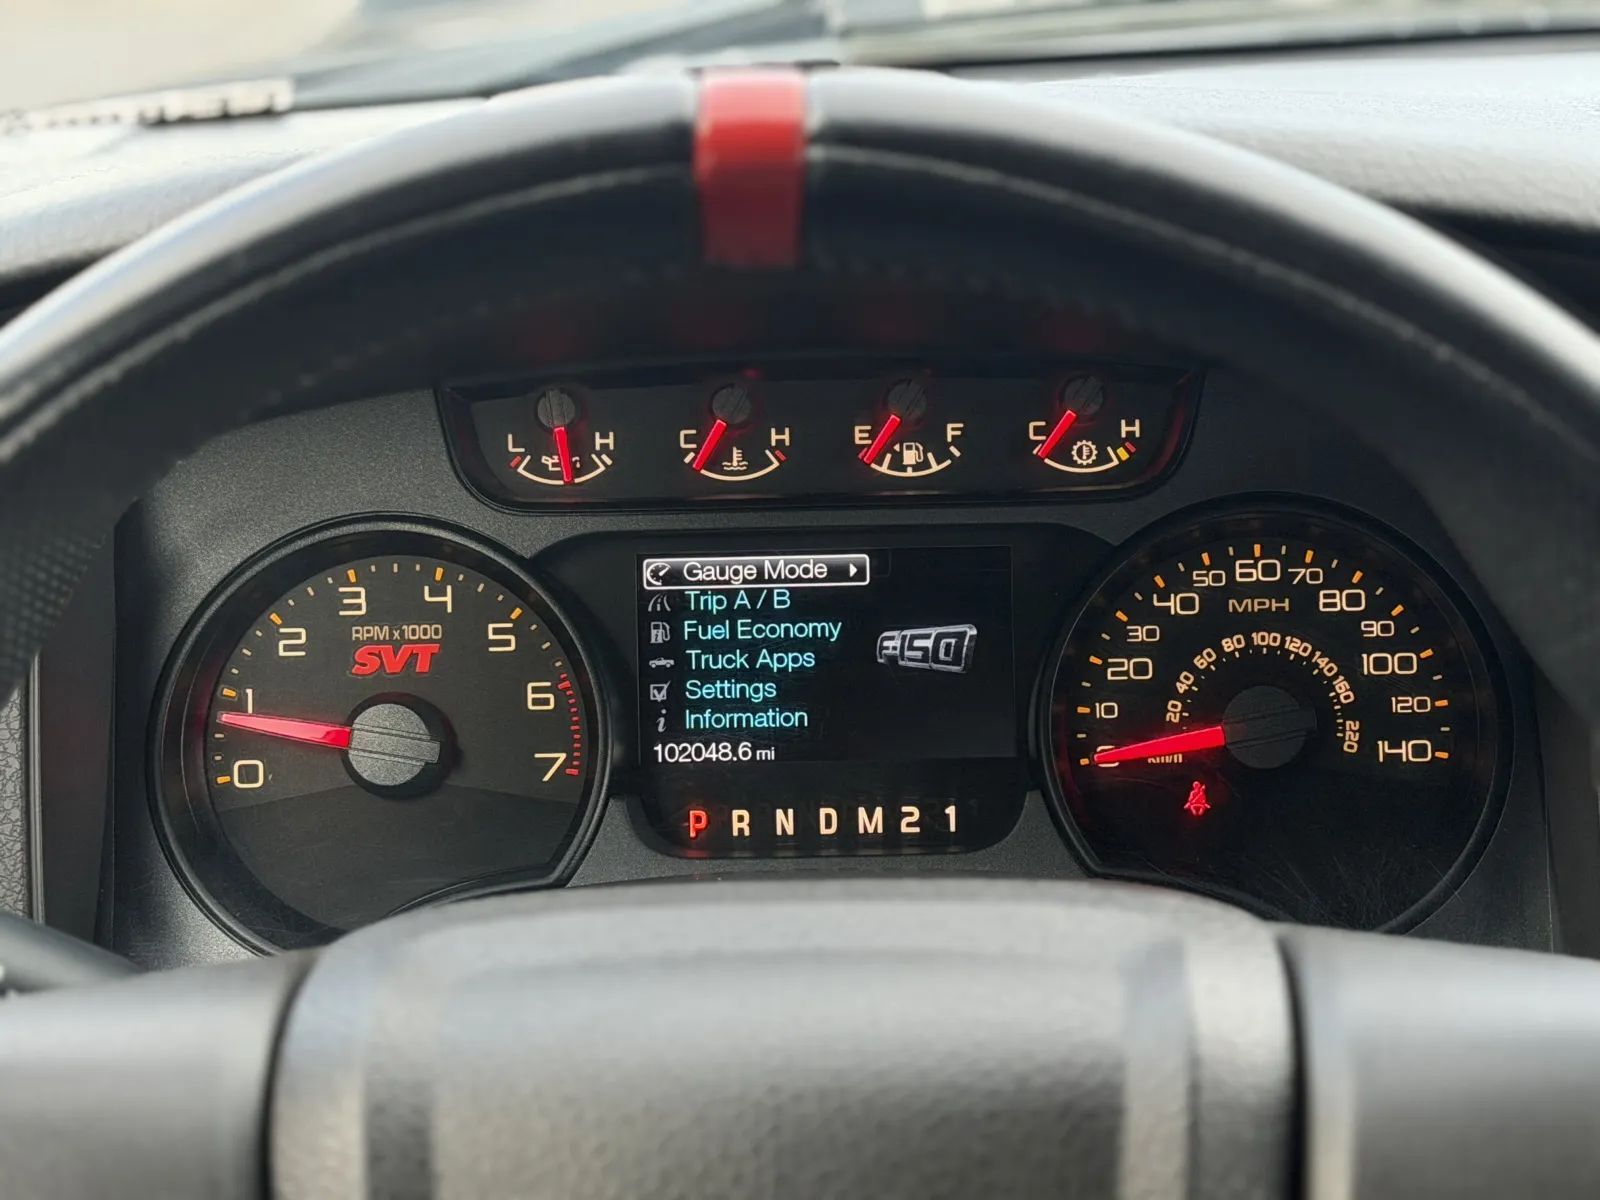 L H
C H
E F
C H
0 1 2 3 4 5 6 7
RPM x1000
SVT
Gauge Mode
Trip A / B
Fuel Economy
Truck Apps
Settings
i Information
102048.6 mi
F150
P R N D M 2 1
0 10 20 30 40 50 60 70 80 90 100 120 140
MPH
20 40 60 80 100 120 140 160 220
km/h